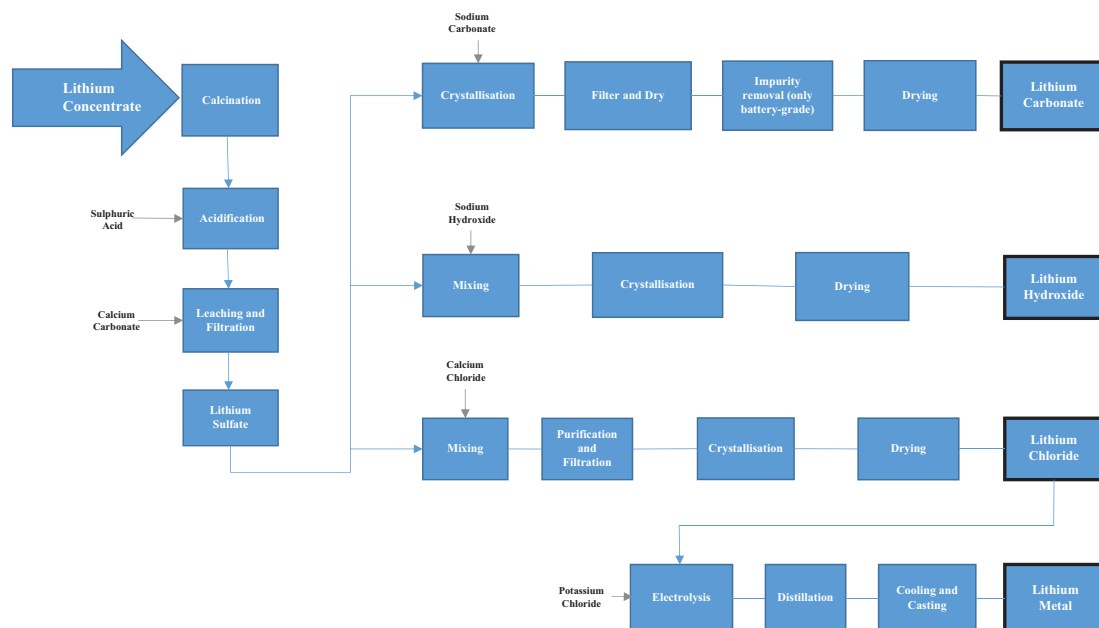 Lithium
Concentrate
Calcination
Sulphuric
Acid
Acidification
Calcium
Carbonate
Leaching and
Filtration
Lithium
Sulfate
Sodium
Carbonate
Crystallisation
Filter and Dry
Impurity
removal (only
battery-grade)
Drying
Lithium
Carbonate
Sodium
Hydroxide
Mixing
Crystallisation
Drying
Lithium
Hydroxide
Calcium
Chloride
Mixing
Purification
and
Filtration
Crystallisation
Drying
Lithium
Chloride
Potassium
Chloride
Electrolysis
Distillation
Cooling and
Casting
Lithium
Metal